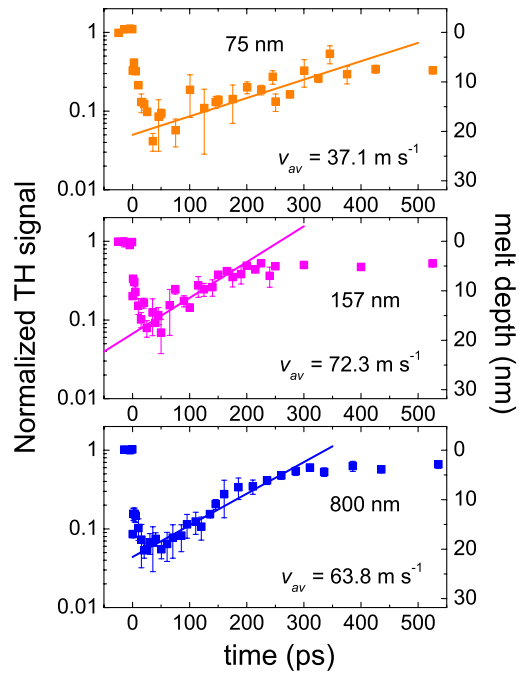 Normalized TH signal
melt depth (nm)
time (ps)
75 nm
v_av = 37.1 m s⁻¹
1
0.1
0.01
0
10
20
30
0 100 200 300 400 500
157 nm
v_av = 72.3 m s⁻¹
1
0.1
0.01
0
10
20
30
0 100 200 300 400 500
800 nm
v_av = 63.8 m s⁻¹
1
0.1
0.01
0
10
20
30
0 100 200 300 400 500